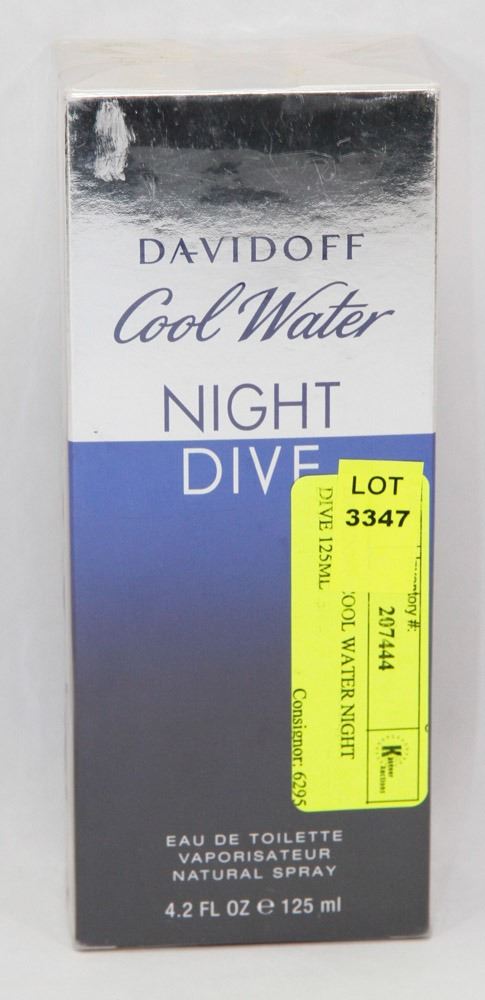 DAVIDOFF
Cool Water
NIGHT
DIVE
LOT
3347
Inventory #:
207444
OOL WATER NIGHT
DIVE 125ML
Consignor: 6295
EAU DE TOILETTE
VAPORISATEUR
NATURAL SPRAY
4.2 FL OZ e 125 ml